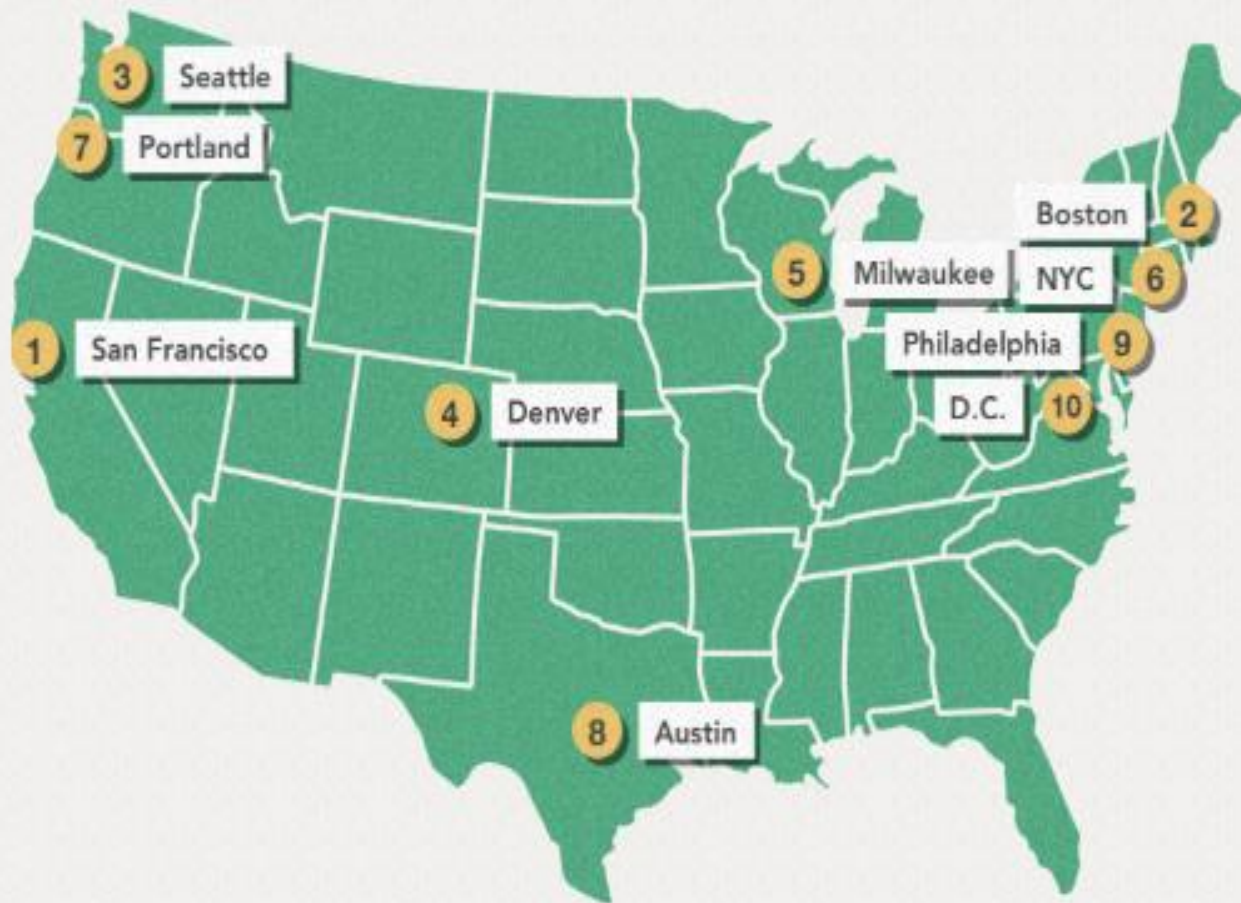 3 Seattle
7 Portland
Boston 2
5 Milwaukee
NYC 6
1 San Francisco
Philadelphia 9
4 Denver
D.C. 10
8 Austin